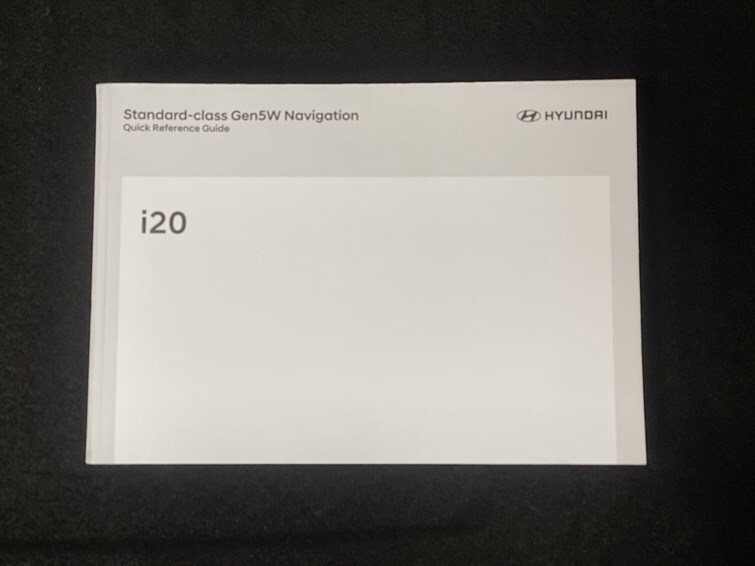 Standard-class Gen5W Navigation
Quick Reference Guide
HYUNDAI
i20